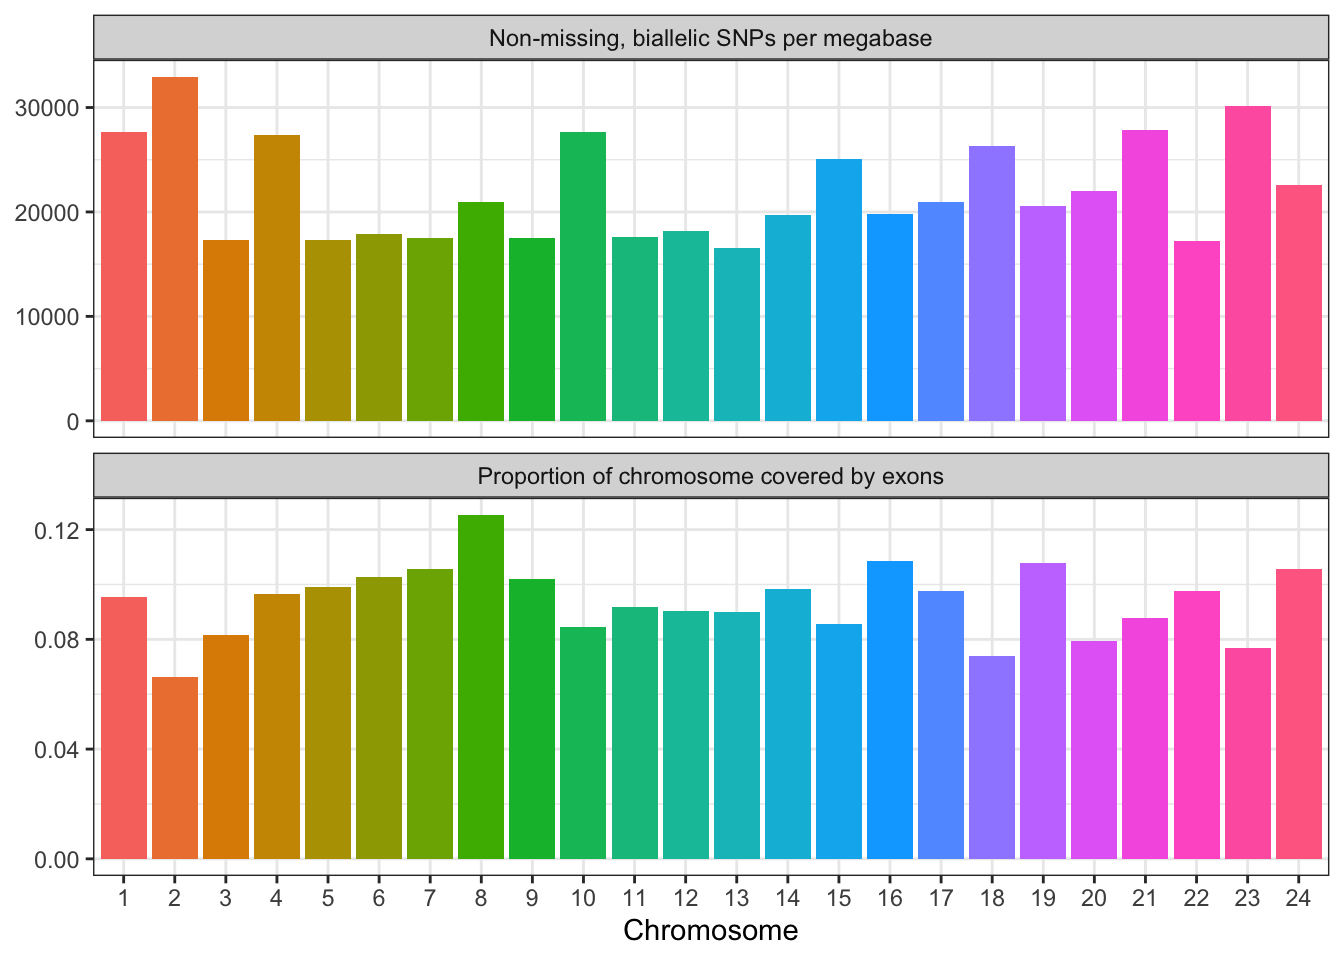 Non-missing, biallelic SNPs per megabase
30000
20000
10000
0
Proportion of chromosome covered by exons
0.12
0.08
0.04
0.00
1 2 3 4 5 6 7 8 9 10 11 12 13 14 15 16 17 18 19 20 21 22 23 24
Chromosome